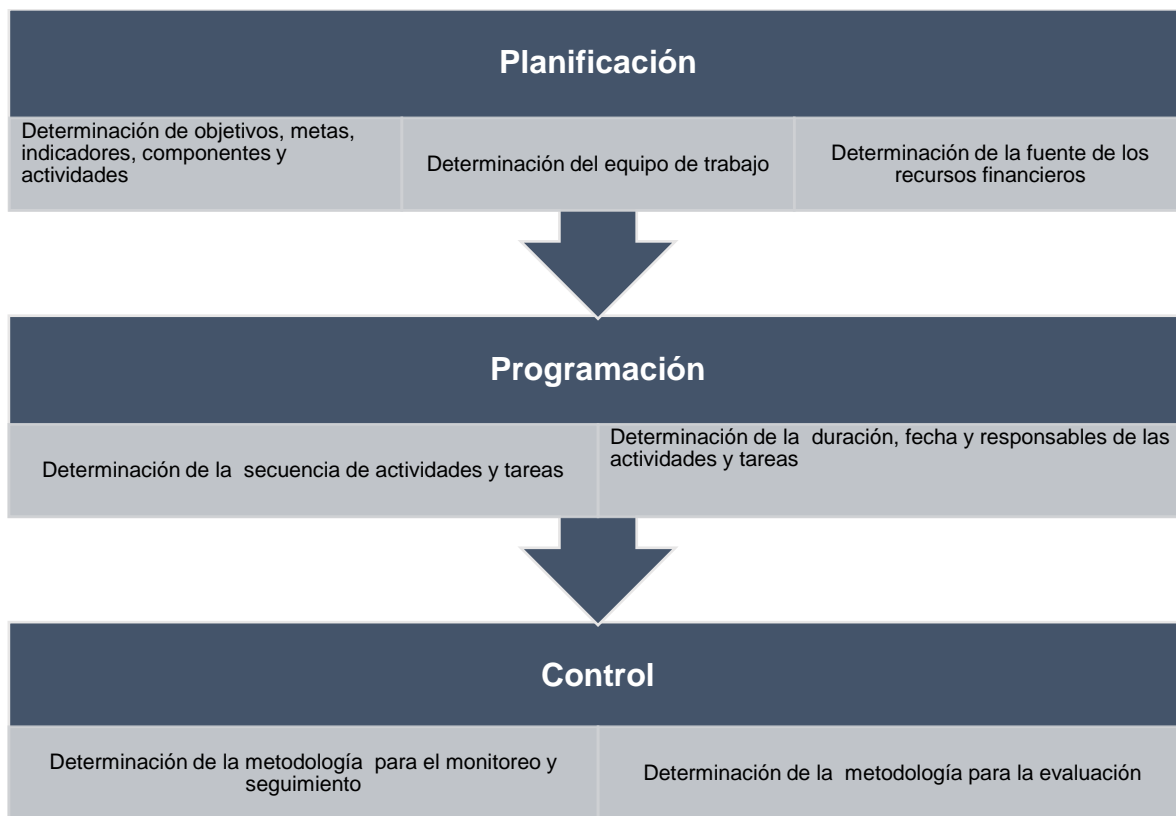 Planificación
Determinación de objetivos, metas,
indicadores, componentes y
actividades
Determinación del equipo de trabajo
Determinación de la fuente de los
recursos financieros
Programación
Determinación de la  secuencia de actividades y tareas
Determinación de la  duración, fecha y responsables de las
actividades y tareas
Control
Determinación de la metodología  para el monitoreo y
seguimiento
Determinación de la  metodología para la evaluación